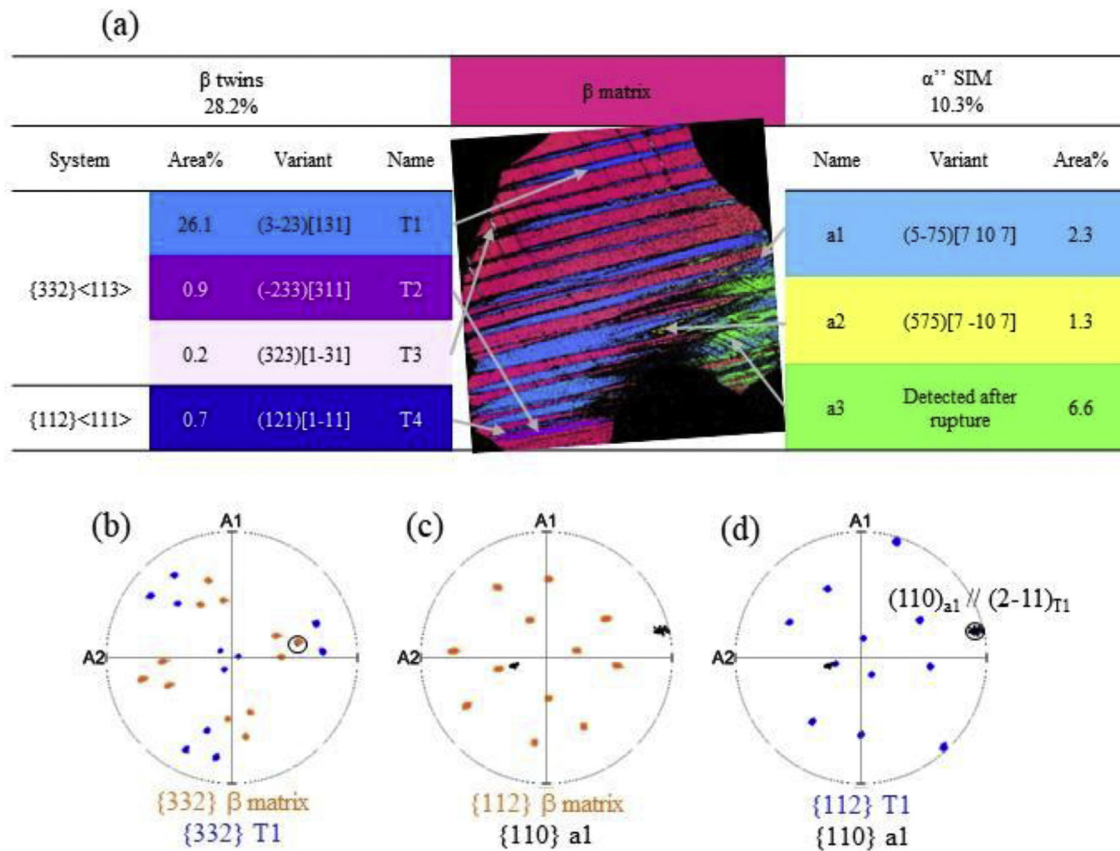 (a)
β twins
28.2%
β matrix
α’’ SIM
10.3%
System Area% Variant Name
Name Variant Area%
{332}<113>
26.1 (3-23)[131] T1
0.9 (-233)[311] T2
0.2 (323)[1-31] T3
{112}<111> 0.7 (121)[1-11] T4
a1 (5-75)[7 10 7] 2.3
a2 (575)[7 -10 7] 1.3
a3 Detected after rupture 6.6
(b)
A1
A2
{332} β matrix
{332} T1
(c)
A1
A2
{112} β matrix
{110} a1
(d)
A1
A2
(110)a1 // (2-11)T1
{112} T1
{110} a1